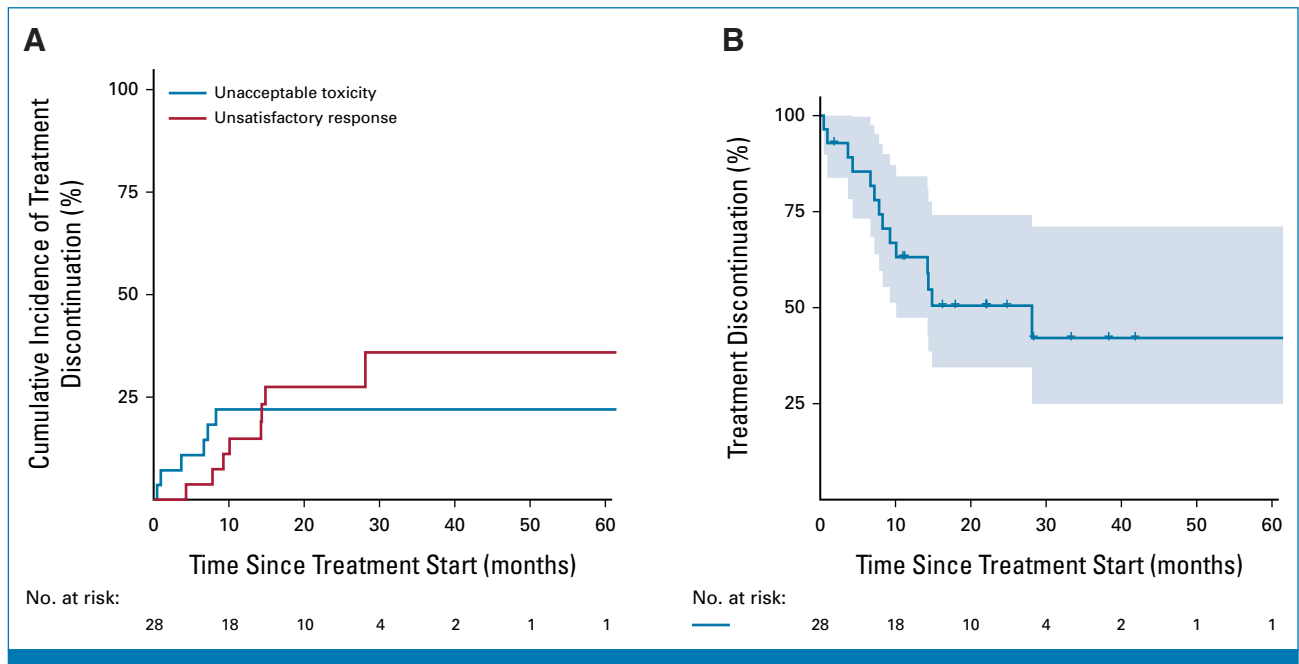 A
Cumulative Incidence of Treatment
Discontinuation (%)
100
75
50
25
Unacceptable toxicity
Unsatisfactory response
0 10 20 30 40 50 60
Time Since Treatment Start (months)
No. at risk:
28 18 10 4 2 1 1
B
Treatment Discontinuation (%)
100
75
50
25
0 10 20 30 40 50 60
Time Since Treatment Start (months)
No. at risk:
28 18 10 4 2 1 1